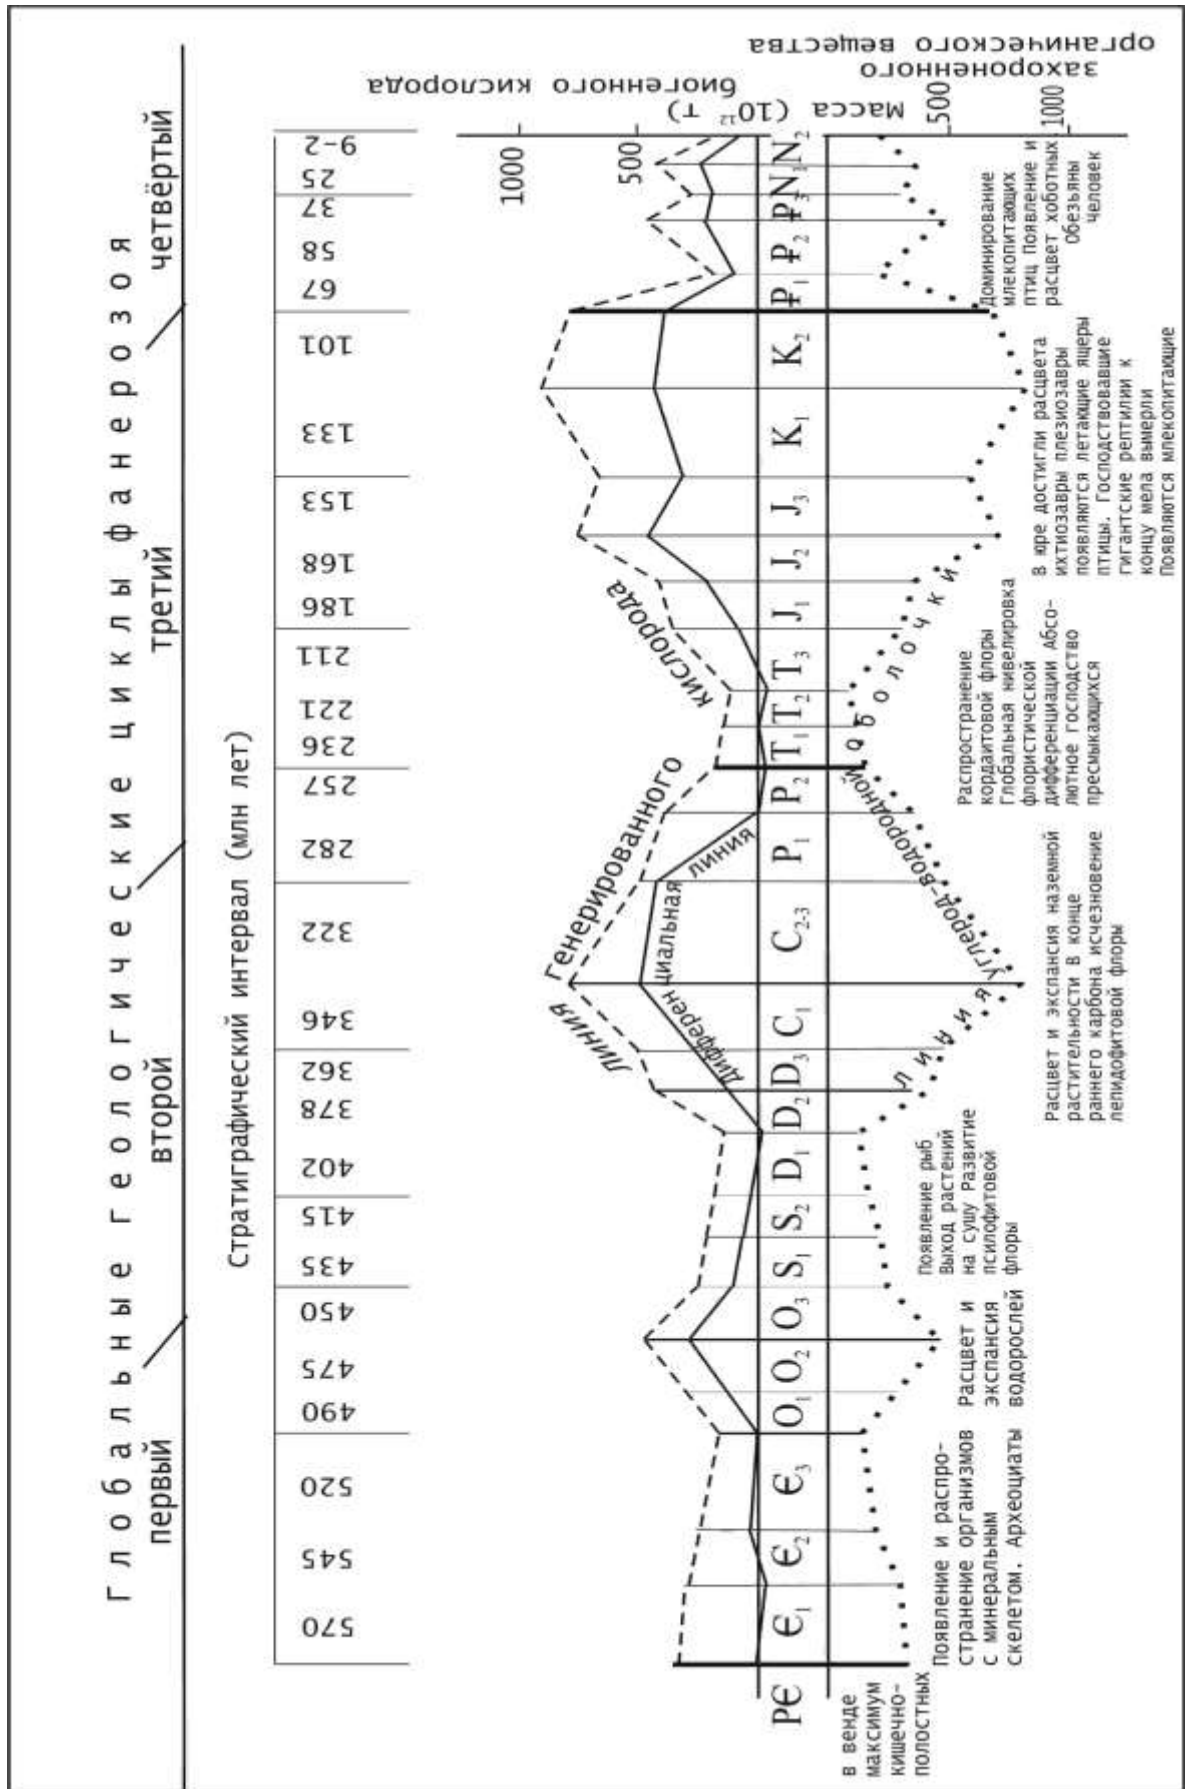 Глобальные геологические циклы фанерозоя
первый
второй
третий
четвёртый
Стратиграфический интервал (млн лет)
570
545
520
490
475
450
435
415
402
378
362
346
322
282
257
236
221
211
186
168
153
133
101
67
58
37
25
9-2
Линия генерированного кислорода
Дифференциальная линия
1000
500
биогенного кислорода
Масса (10¹² т)
захороненного
органического вещества
500
1000
РЄ
Є₁
Є₂
Є₃
O₁
O₂
O₃
S₁
S₂
D₁
D₂
D₃
C₁
C₂₋₃
P₁
P₂
T₁
T₂
T₃
J₁
J₂
J₃
K₁
K₂
Ᵽ₁
Ᵽ₂
Ᵽ₃
N₁
N₂
Линия углерод-водородной оболочки
в венде
максимум
кишечно-
полостных
Появление и распро-
странение организмов
с минеральным
скелетом. Археоциаты
Расцвет и
экспансия
водорослей
Появление рыб
Выход растений
на сушу Развитие
псилофитовой
флоры
Расцвет и экспансия наземной
растительности В конце
раннего карбона исчезновение
лепидофитовой флоры
Распространение
кордаитовой флоры
Глобальная нивелировка
флористической
дифференциации Абсо-
лютное господство
пресмыкающихся
В юре достигли расцвета
ихтиозавры плезиозавры
появляются летающие ящеры
птицы. Господствовавшие
гигантские рептилии к
концу мела вымерли
Появляются млекопитающие
Доминирование
млекопитающих
птиц Появление и
расцвет хоботных
Обезьяны
Человек